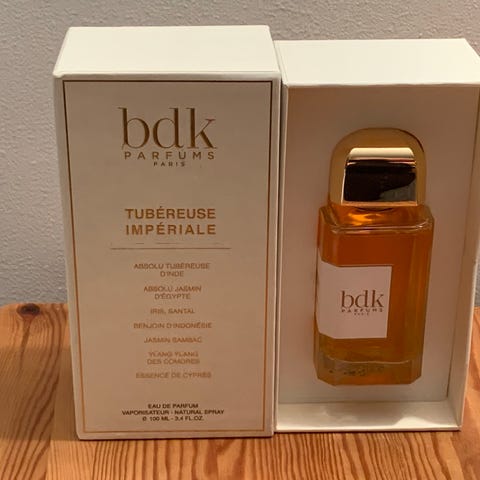 bdk
PARFUMS
PARIS
TUBÉREUSE
IMPÉRIALE
ABSOLU TUBÉREUSE
D'INDE
ABSOLU JASMIN
D'ÉGYPTE
IRIS, SANTAL
BENJOIN D'INDONÉSIE
JASMIN SAMBAC
YLANG YLANG
DES COMORES
ESSENCE DE CYPRÈS
EAU DE PARFUM
VAPORISATEUR - NATURAL SPRAY
Ø 100 ML - 3.4 FL.OZ.
bdk
PARFUMS
PARIS